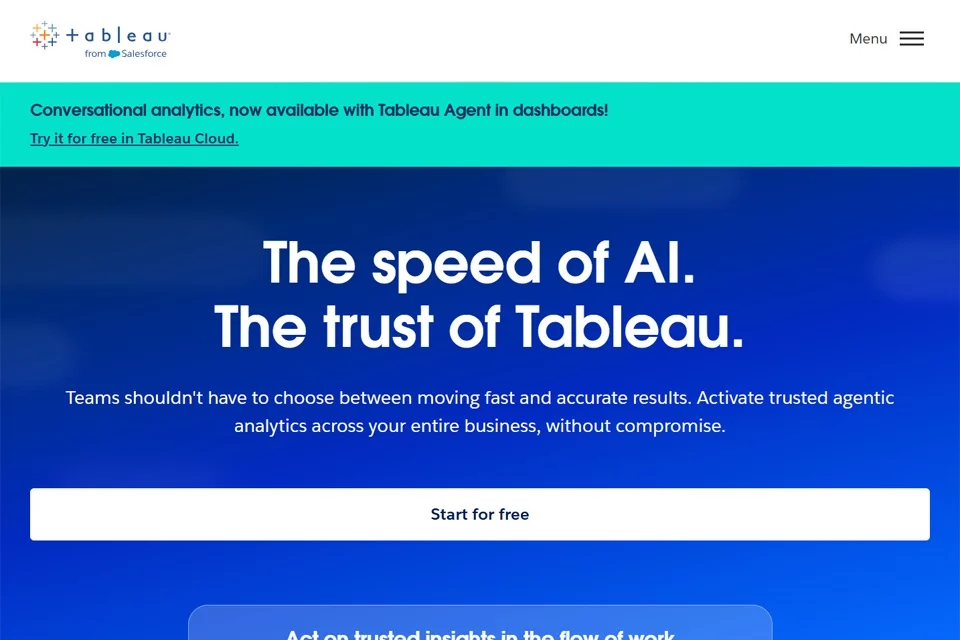 + a b l e a u
from Salesforce
Menu
Conversational analytics, now available with Tableau Agent in dashboards!
Try it for free in Tableau Cloud.
The speed of AI.
The trust of Tableau.
Teams shouldn't have to choose between moving fast and accurate results. Activate trusted agentic
analytics across your entire business, without compromise.
Start for free
Act on trusted insights in the flow of work